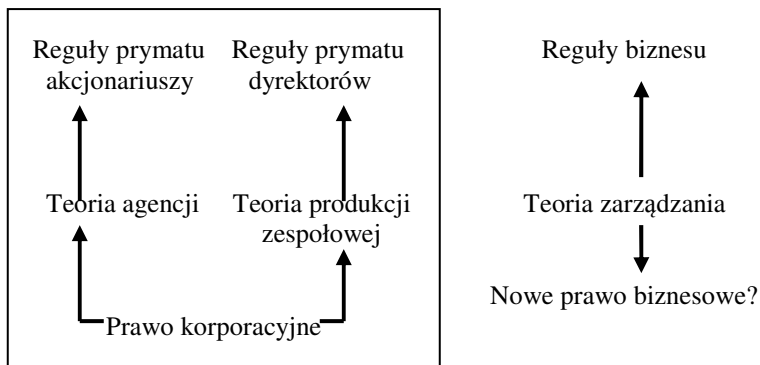 Reguły prymatu
akcjonariuszy
Reguły prymatu
dyrektorów
Reguły biznesu
Teoria agencji
Teoria produkcji
zespołowej
Teoria zarządzania
Prawo korporacyjne
Nowe prawo biznesowe?